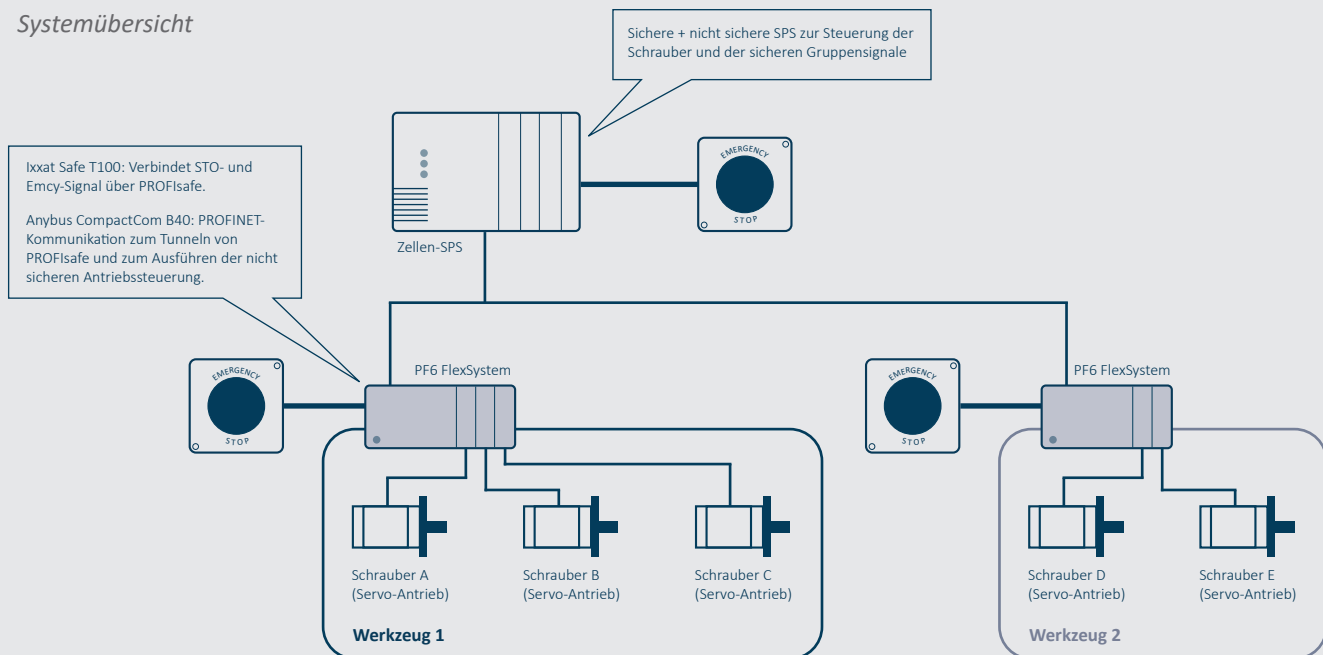 Systemübersicht
Sichere + nicht sichere SPS zur Steuerung der
Schrauber und der sicheren Gruppensignale
Ixxat Safe T100: Verbindet STO- und
Emcy-Signal über PROFIsafe.
Anybus CompactCom B40: PROFINET-
Kommunikation zum Tunneln von
PROFIsafe und zum Ausführen der nicht
sicheren Antriebssteuerung.
EMERGENCY
STOP
Zellen-SPS
EMERGENCY
STOP
PF6 FlexSystem
EMERGENCY
STOP
PF6 FlexSystem
Schrauber A
(Servo-Antrieb)
Schrauber B
(Servo-Antrieb)
Schrauber C
(Servo-Antrieb)
Werkzeug 1
Schrauber D
(Servo-Antrieb)
Schrauber E
(Servo-Antrieb)
Werkzeug 2